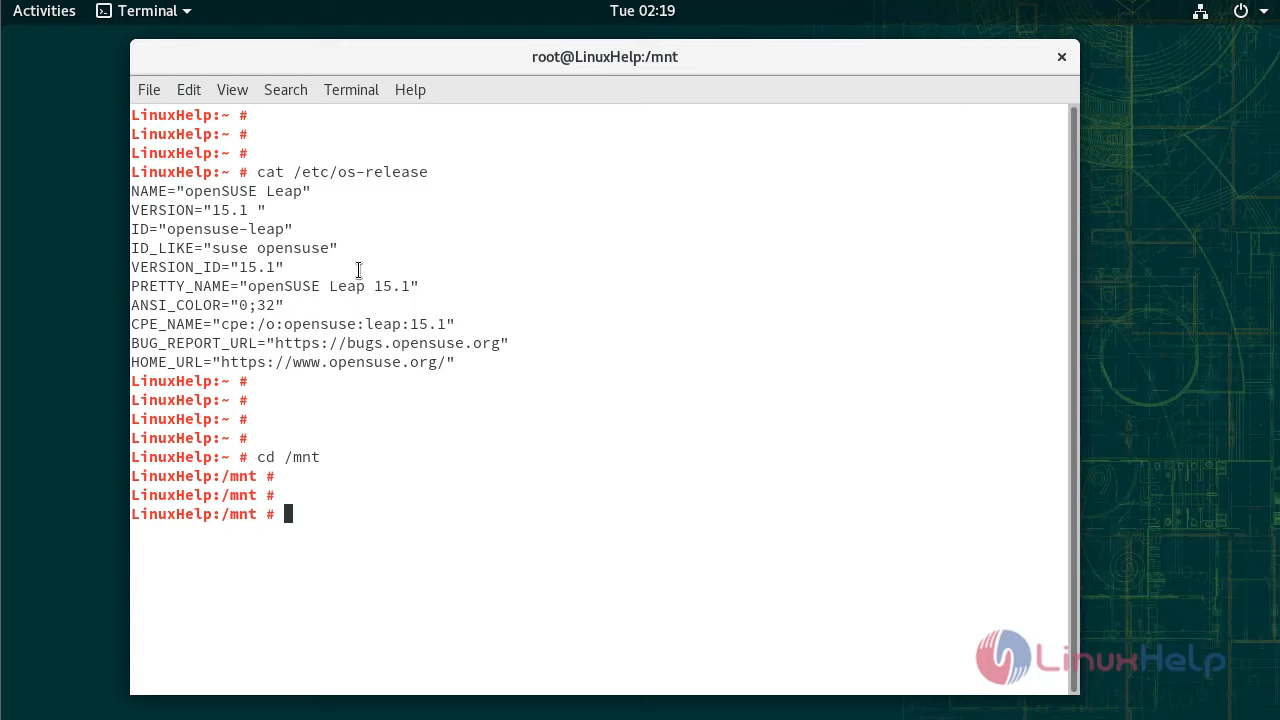 Activities Terminal Tue 02:19
root@LinuxHelp:/mnt
File Edit View Search Terminal Help
LinuxHelp:~ #
LinuxHelp:~ #
LinuxHelp:~ #
LinuxHelp:~ # cat /etc/os-release
NAME="openSUSE Leap"
VERSION="15.1 "
ID="opensuse-leap"
ID_LIKE="suse opensuse"
VERSION_ID="15.1"
PRETTY_NAME="openSUSE Leap 15.1"
ANSI_COLOR="0;32"
CPE_NAME="cpe:/o:opensuse:leap:15.1"
BUG_REPORT_URL="https://bugs.opensuse.org"
HOME_URL="https://www.opensuse.org/"
LinuxHelp:~ #
LinuxHelp:~ #
LinuxHelp:~ #
LinuxHelp:~ #
LinuxHelp:~ # cd /mnt
LinuxHelp:/mnt #
LinuxHelp:/mnt #
LinuxHelp:/mnt #
LinuxHelp